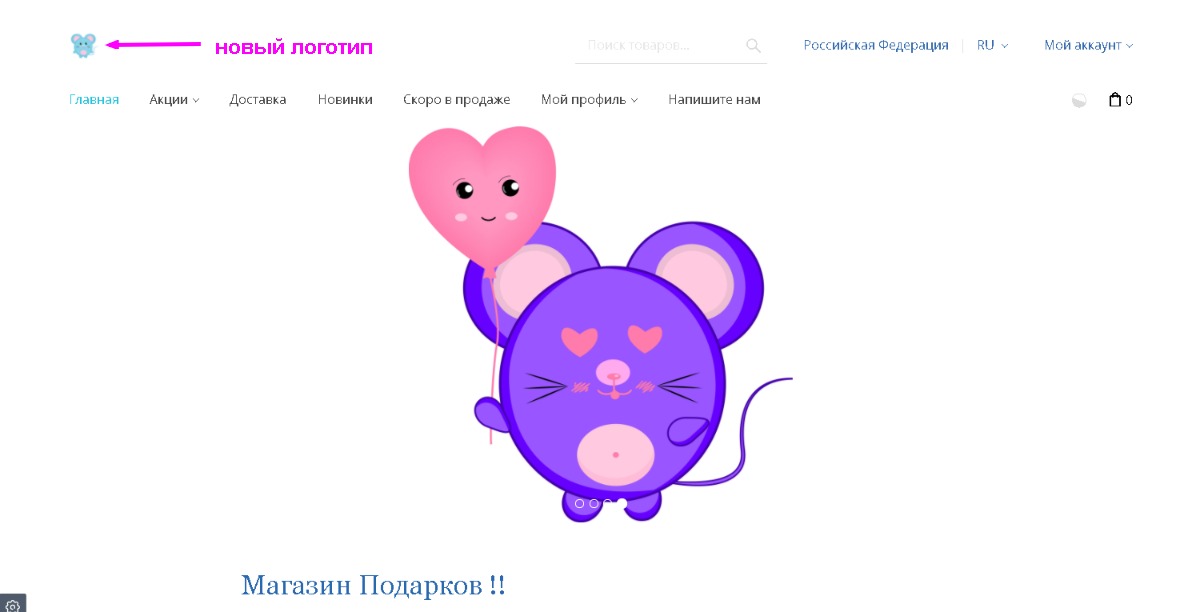 новый логотип
Поиск товаров...
Российская Федерация
RU
Мой аккаунт
Главная
Акции
Доставка
Новинки
Скоро в продаже
Мой профиль
Напишите нам
0
Магазин Подарков !!